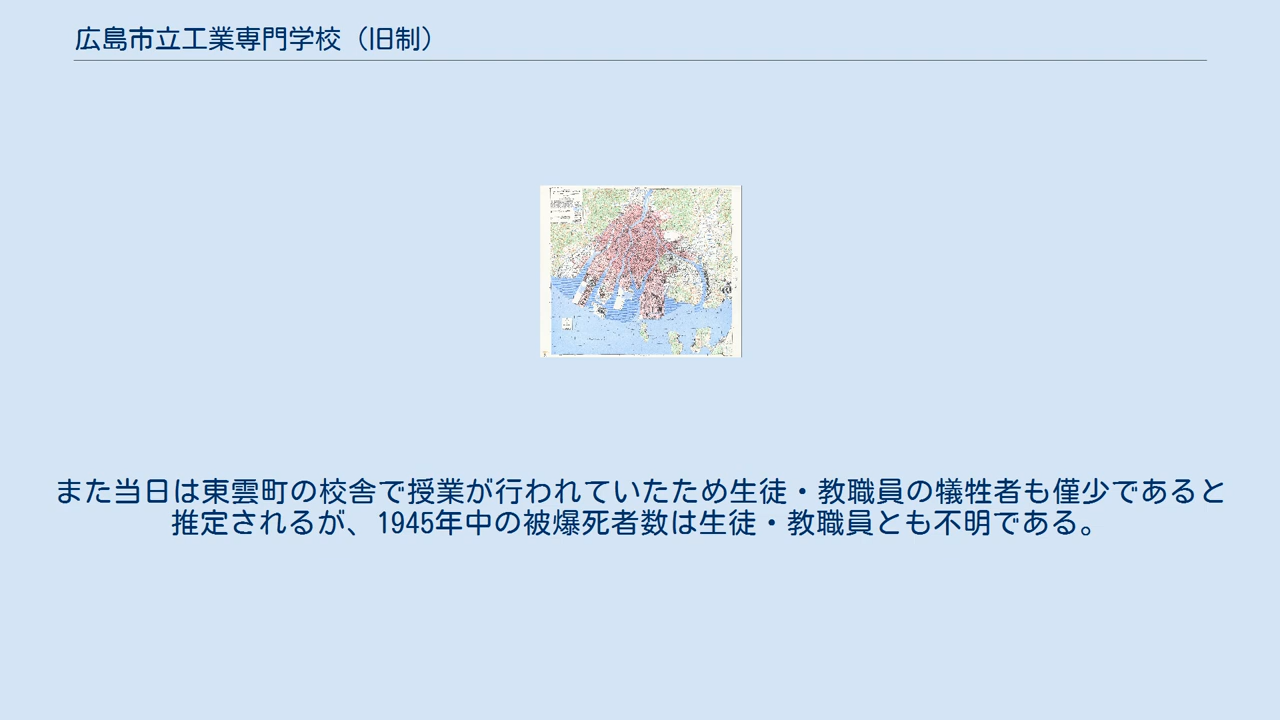 広島市立工業専門学校（旧制）
また当日は東雲町の校舎で授業が行われていたため生徒・教職員の犠牲者も僅少であると
推定されるが、1945年中の被爆死者数は生徒・教職員とも不明である。